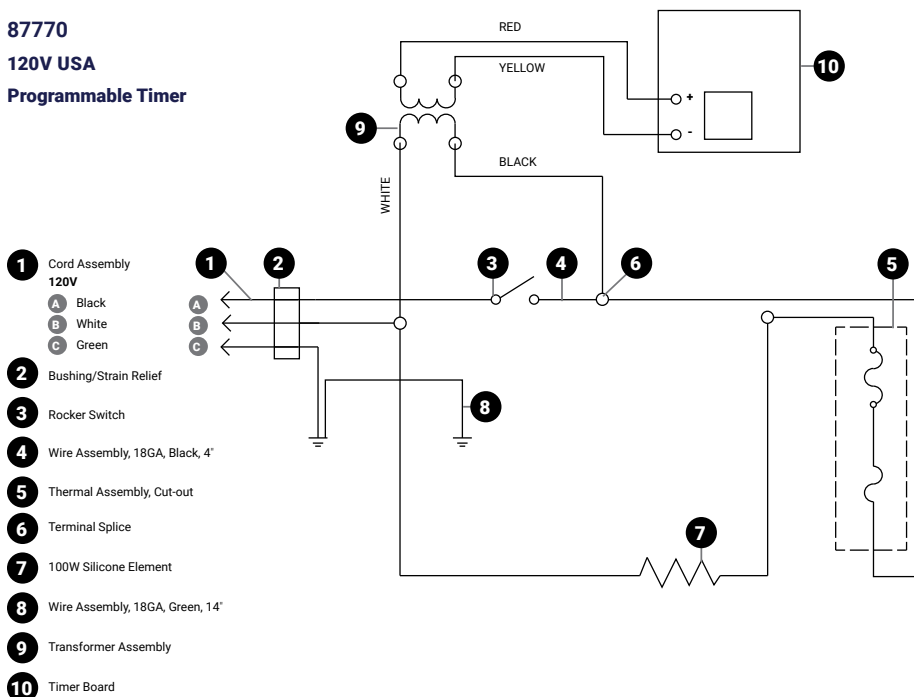 87770
120V USA
Programmable Timer
RED
YELLOW
10
+
-
9
BLACK
WHITE
1 Cord Assembly
120V
A Black
B White
C Green
1
2
3
4
6
5
A
B
C
2 Bushing/Strain Relief
3 Rocker Switch
8
4 Wire Assembly, 18GA, Black, 4"
5 Thermal Assembly, Cut-out
6 Terminal Splice
7
7 100W Silicone Element
8 Wire Assembly, 18GA, Green, 14"
9 Transformer Assembly
10 Timer Board